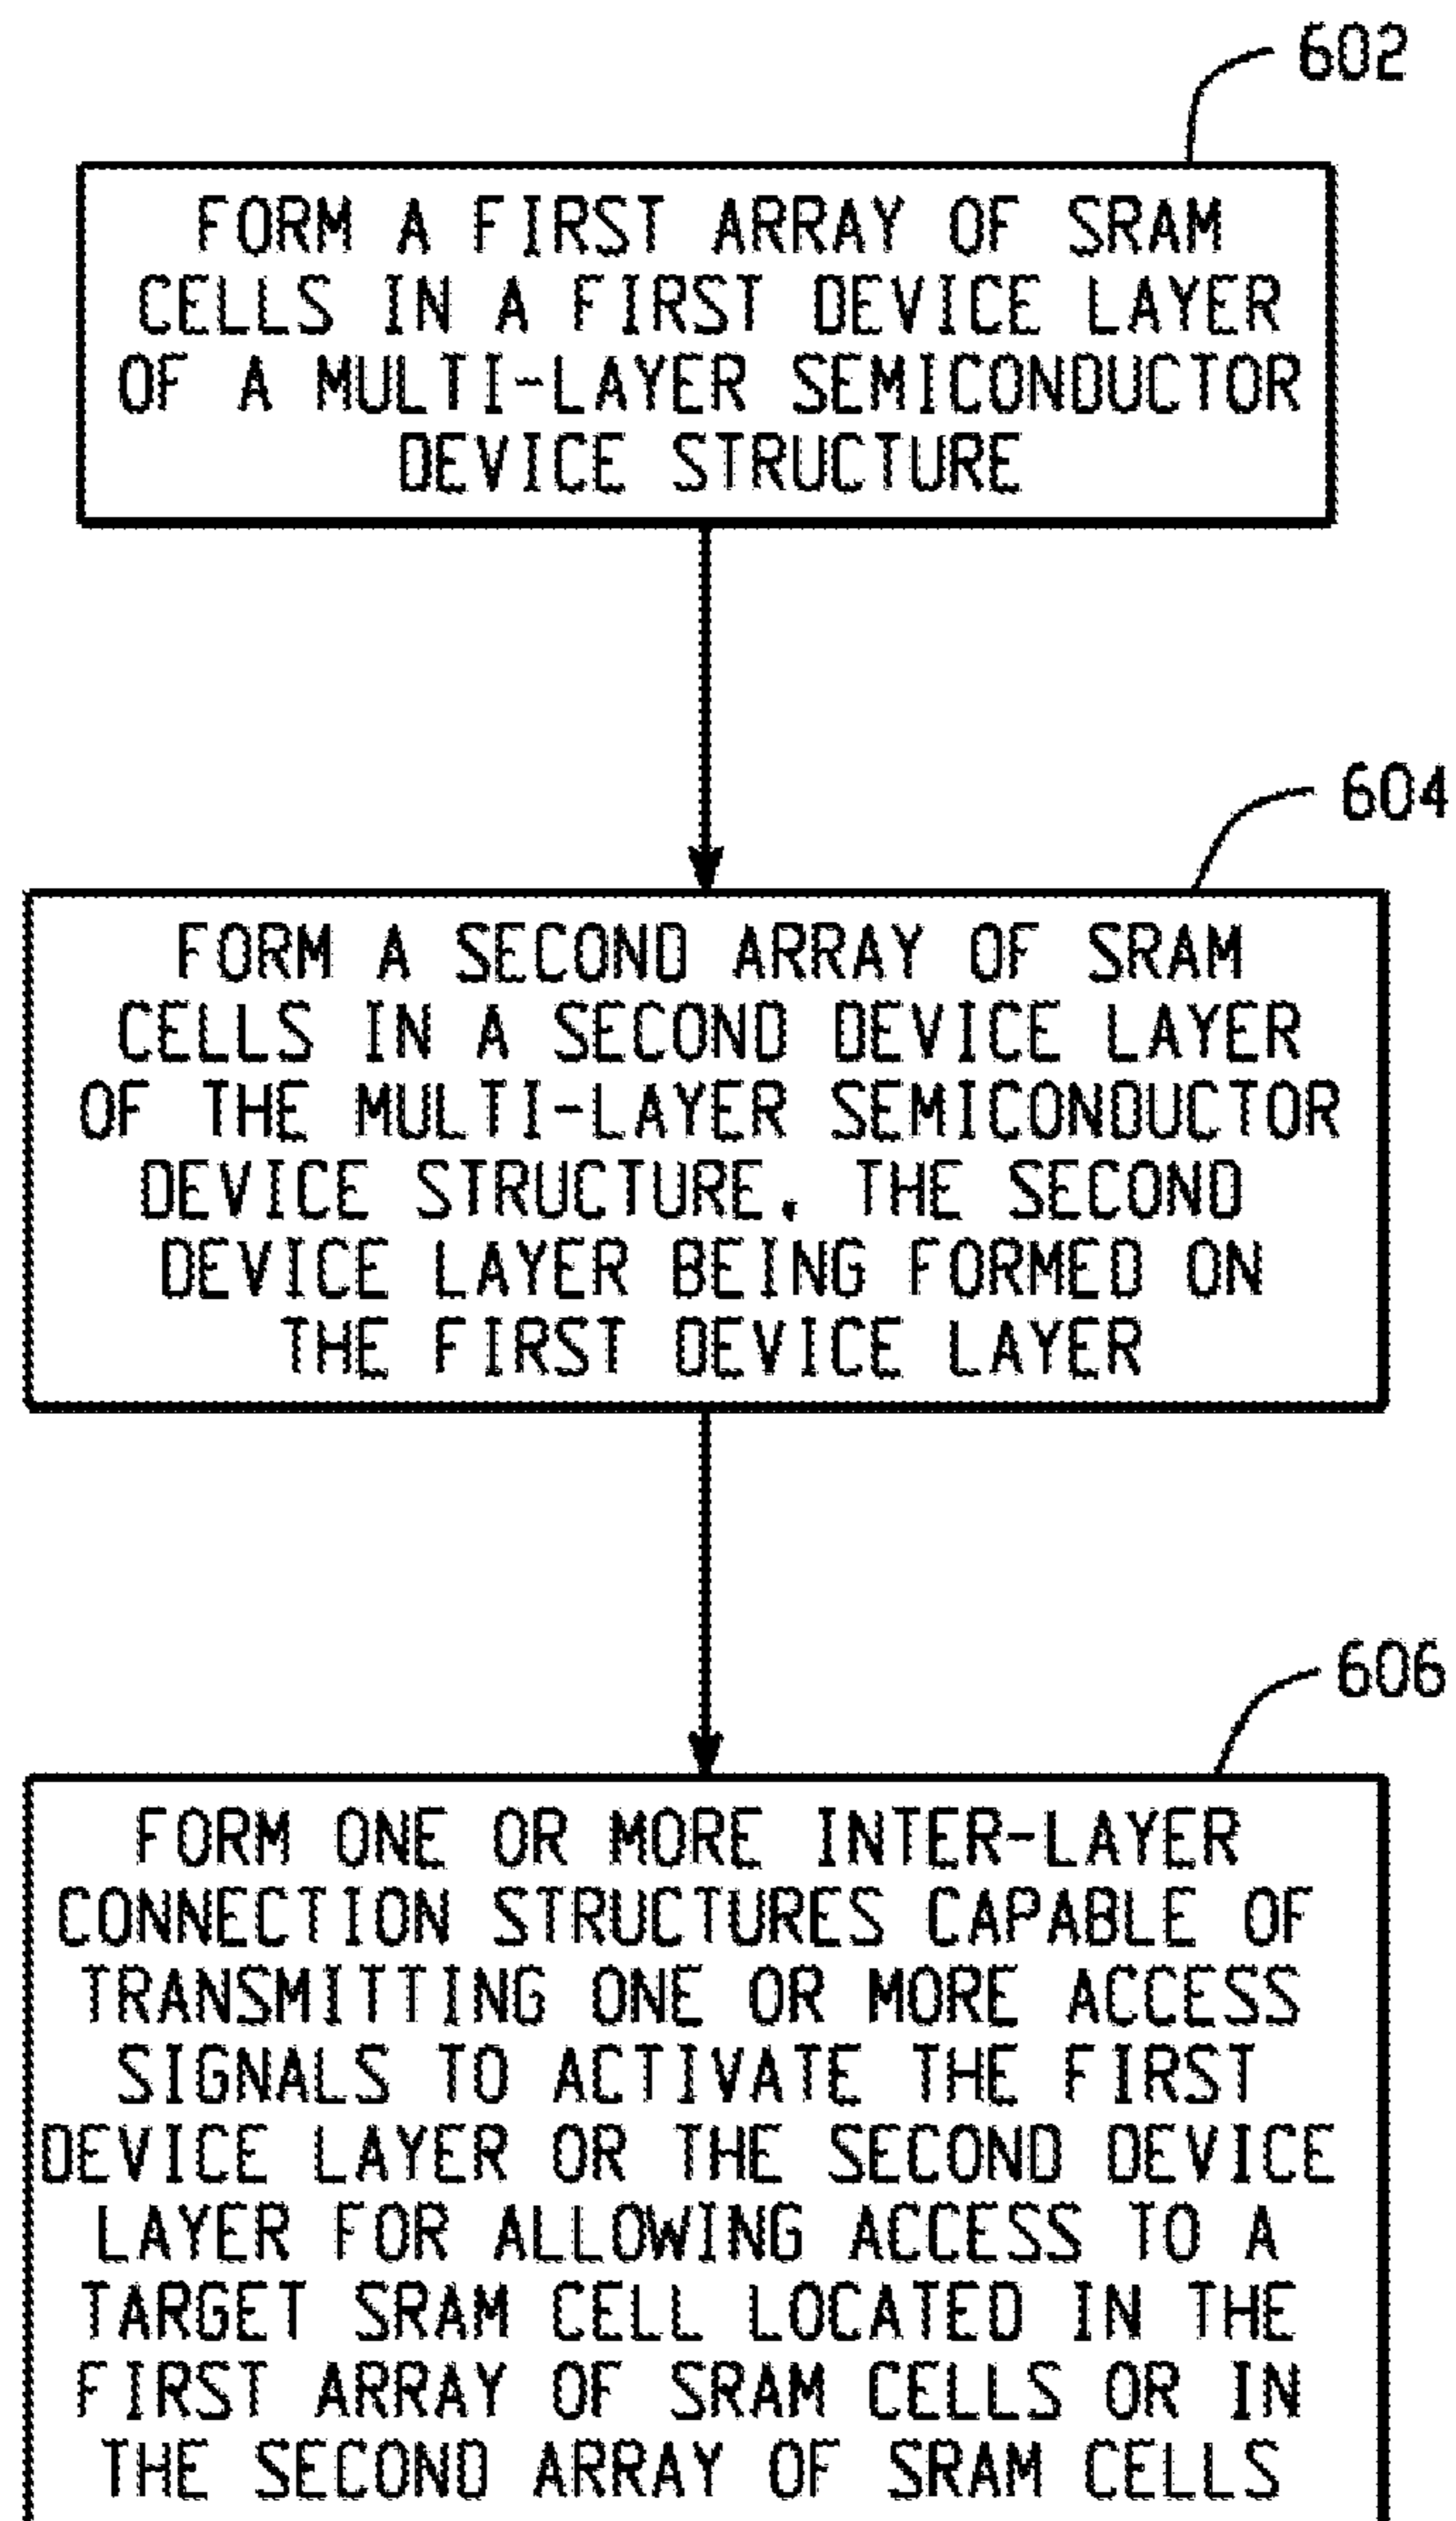 602
FORM A FIRST ARRAY OF SRAM
CELLS IN A FIRST DEVICE LAYER
OF A MULTI-LAYER SEMICONDUCTOR
DEVICE STRUCTURE
604
FORM A SECOND ARRAY OF SRAM
CELLS IN A SECOND DEVICE LAYER
OF THE MULTI-LAYER SEMICONDUCTOR
DEVICE STRUCTURE, THE SECOND
DEVICE LAYER BEING FORMED ON
THE FIRST DEVICE LAYER
606
FORM ONE OR MORE INTER-LAYER
CONNECTION STRUCTURES CAPABLE OF
TRANSMITTING ONE OR MORE ACCESS
SIGNALS TO ACTIVATE THE FIRST
DEVICE LAYER OR THE SECOND DEVICE
LAYER FOR ALLOWING ACCESS TO A
TARGET SRAM CELL LOCATED IN THE
FIRST ARRAY OF SRAM CELLS OR IN
THE SECOND ARRAY OF SRAM CELLS